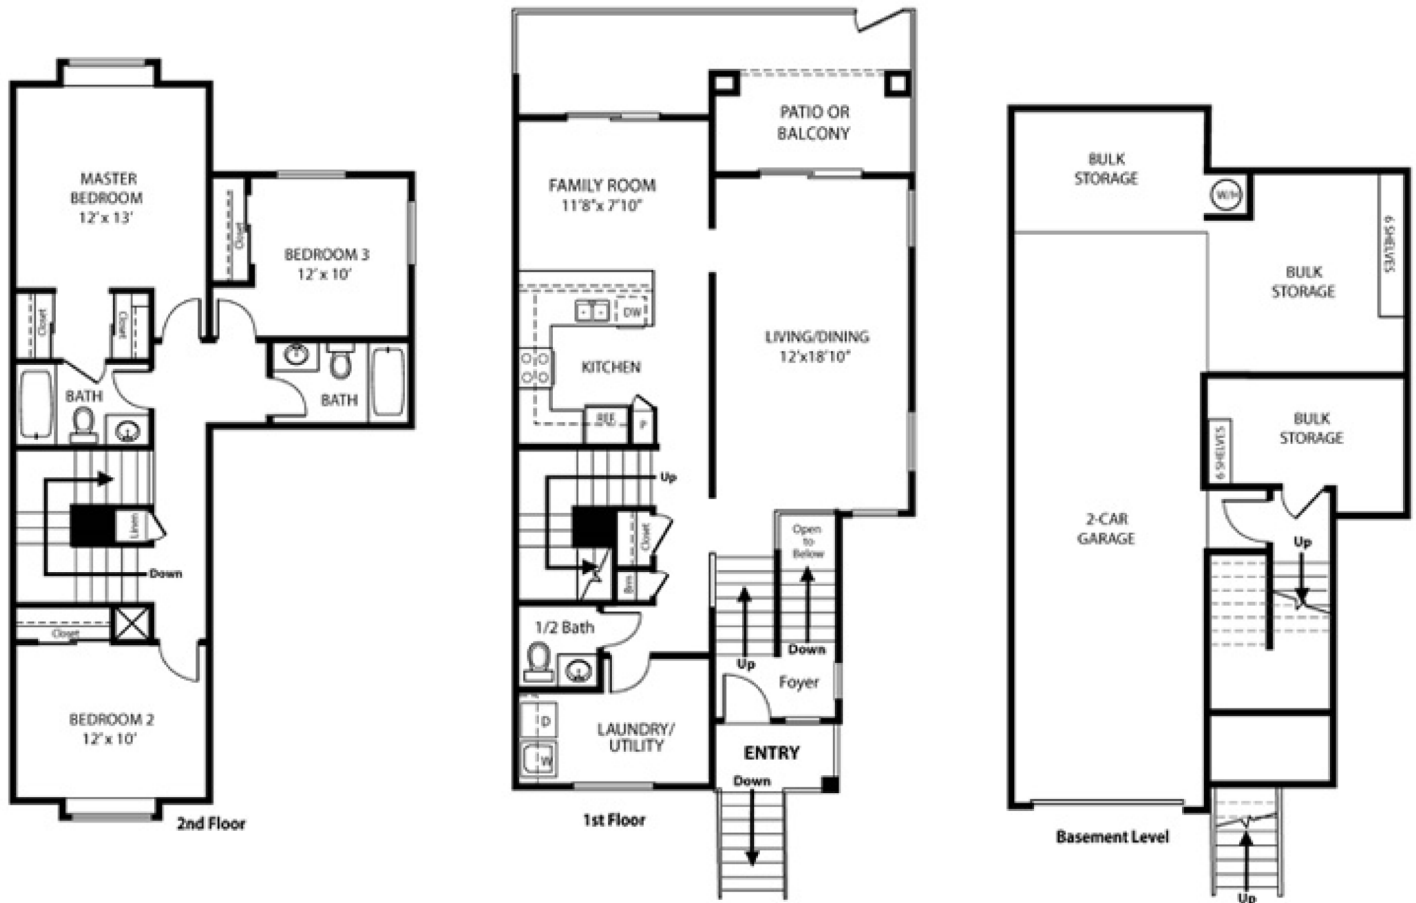 MASTER
BEDROOM
12' x 13'
Closet
BEDROOM 3
12' x 10'
Closet
Closet
BATH
BATH
Linen
Down
Closet
BEDROOM 2
12' x 10'
2nd Floor
PATIO OR
BALCONY
FAMILY ROOM
11'8"x 7'10"
DW
KITCHEN
REF.
P
LIVING/DINING
12'x18'10"
Up
Closet
Brm
Open
to
Below
1/2 Bath
Up
Down
Foyer
D
W
LAUNDRY/
UTILITY
ENTRY
Down
1st Floor
BULK
STORAGE
W/H
6 SHELVES
BULK
STORAGE
BULK
STORAGE
6 SHELVES
2-CAR
GARAGE
Up
Basement Level
Up